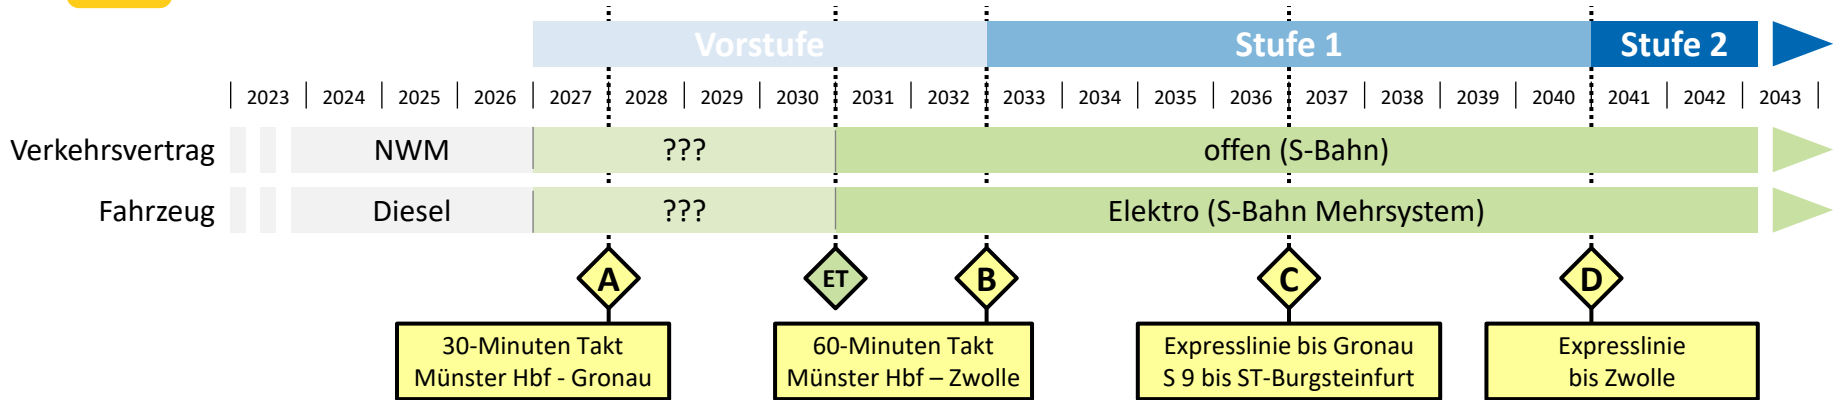 Vorstufe Stufe 1 Stufe 2
2023 2024 2025 2026 2027 2028 2029 2030 2031 2032 2033 2034 2035 2036 2037 2038 2039 2040 2041 2042 2043
Verkehrsvertrag NWM ??? offen (S-Bahn)
Fahrzeug Diesel ??? Elektro (S-Bahn Mehrsystem)
A ET B C D
30-Minuten Takt
Münster Hbf - Gronau
60-Minuten Takt
Münster Hbf – Zwolle
Expresslinie bis Gronau
S 9 bis ST-Burgsteinfurt
Expresslinie
bis Zwolle